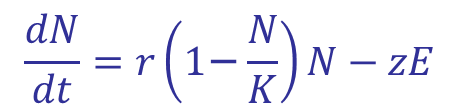 dN/dt = r(1−N/K)N − zE